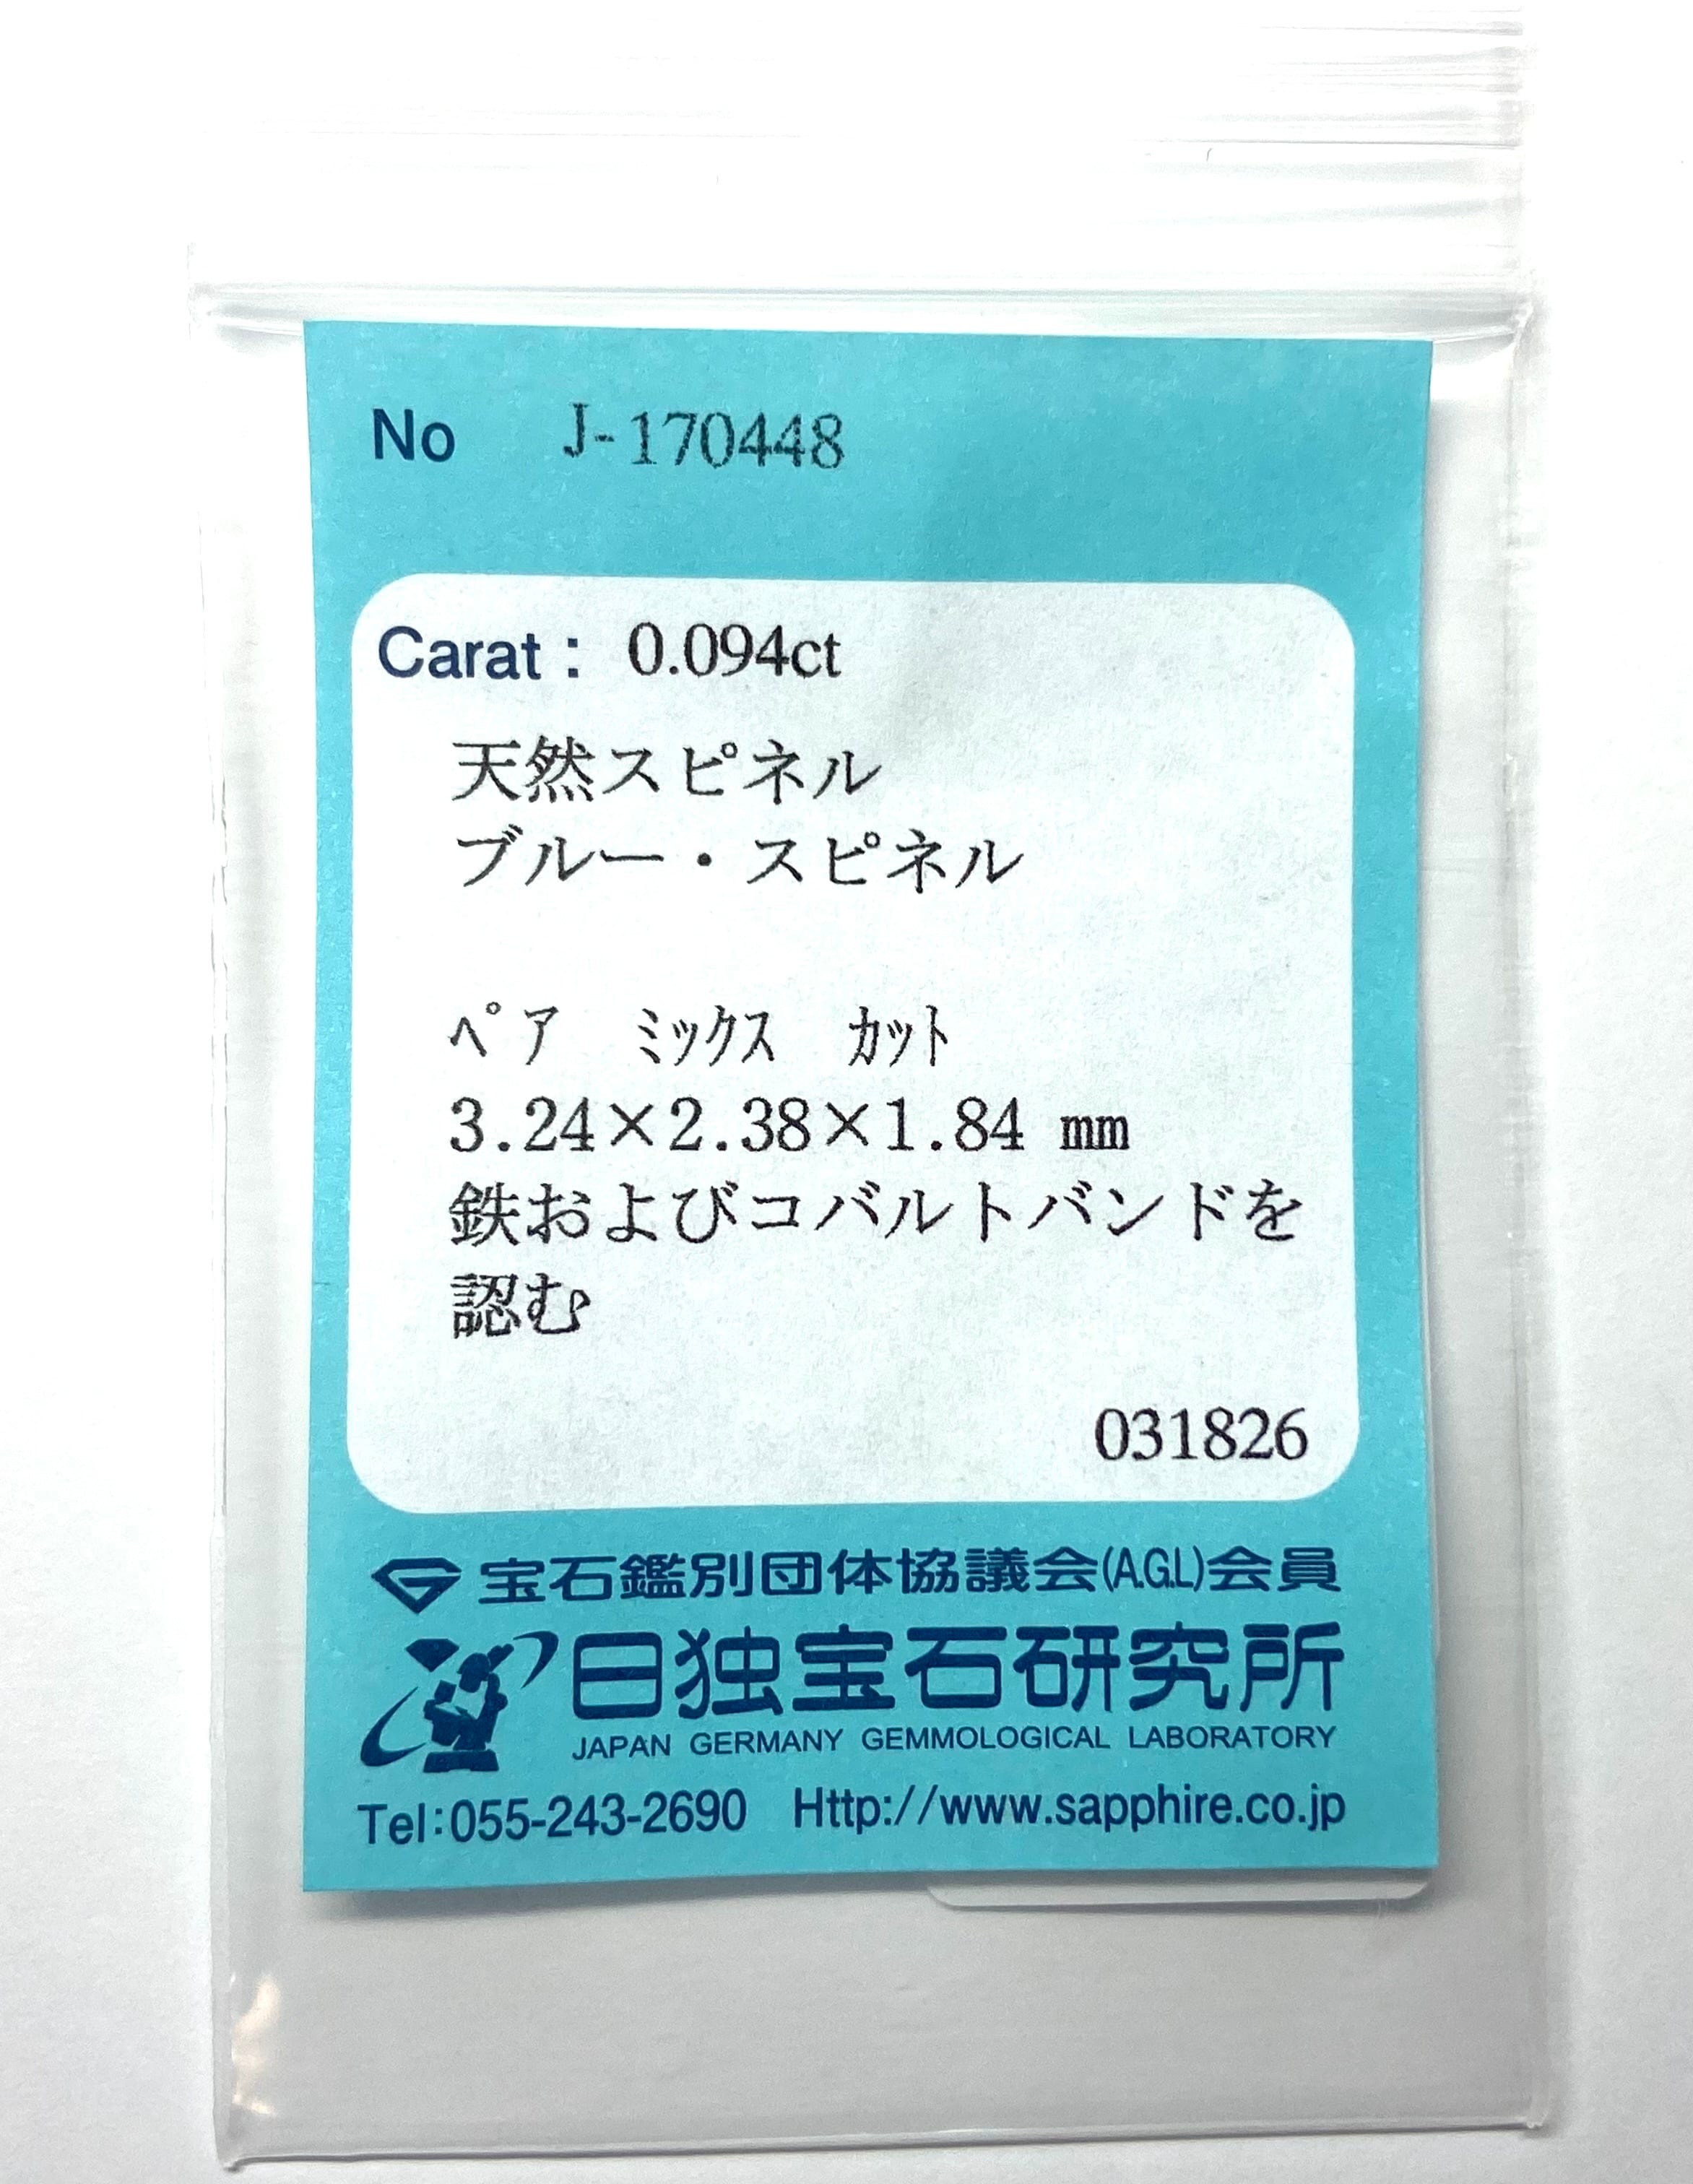 No J-170448
Carat : 0.094ct
天然スピネル
ブルー・スピネル
ﾍﾟｱ ﾐｯｸｽ ｶｯﾄ
3.24×2.38×1.84 mm
鉄およびコバルトバンドを
認む
031826
宝石鑑別団体協議会(A.G.L)会員
日独宝石研究所
JAPAN GERMANY GEMMOLOGICAL LABORATORY
Tel:055-243-2690 Http://www.sapphire.co.jp